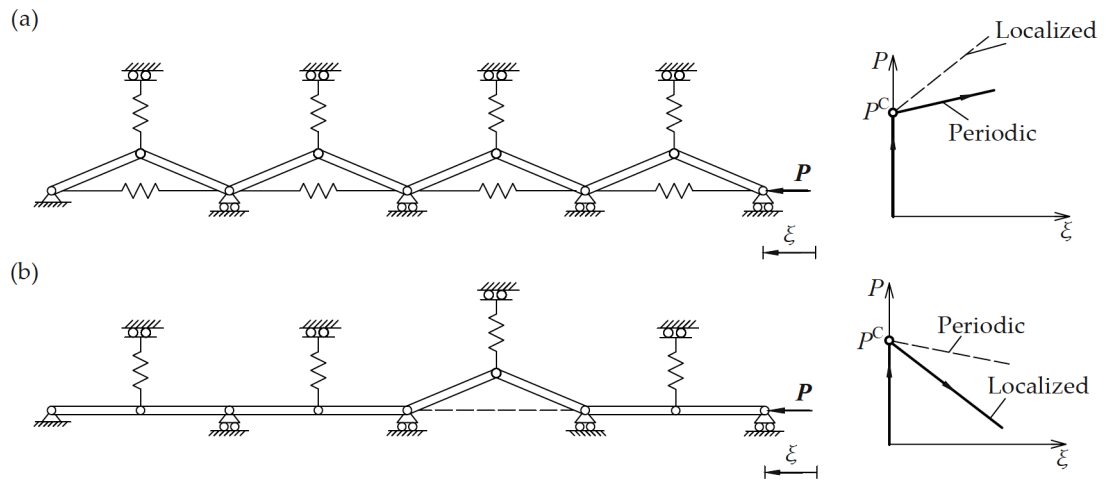 (a)
Localized
P
P^C
Periodic
P
ξ
ξ
(b)
P
Periodic
P^C
Localized
P
ξ
ξ